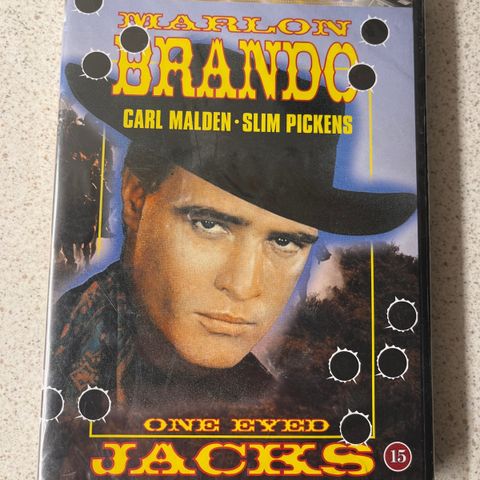 MARLON
BRANDO
CARL MALDEN · SLIM PICKENS
ONE EYED
JACKS
15